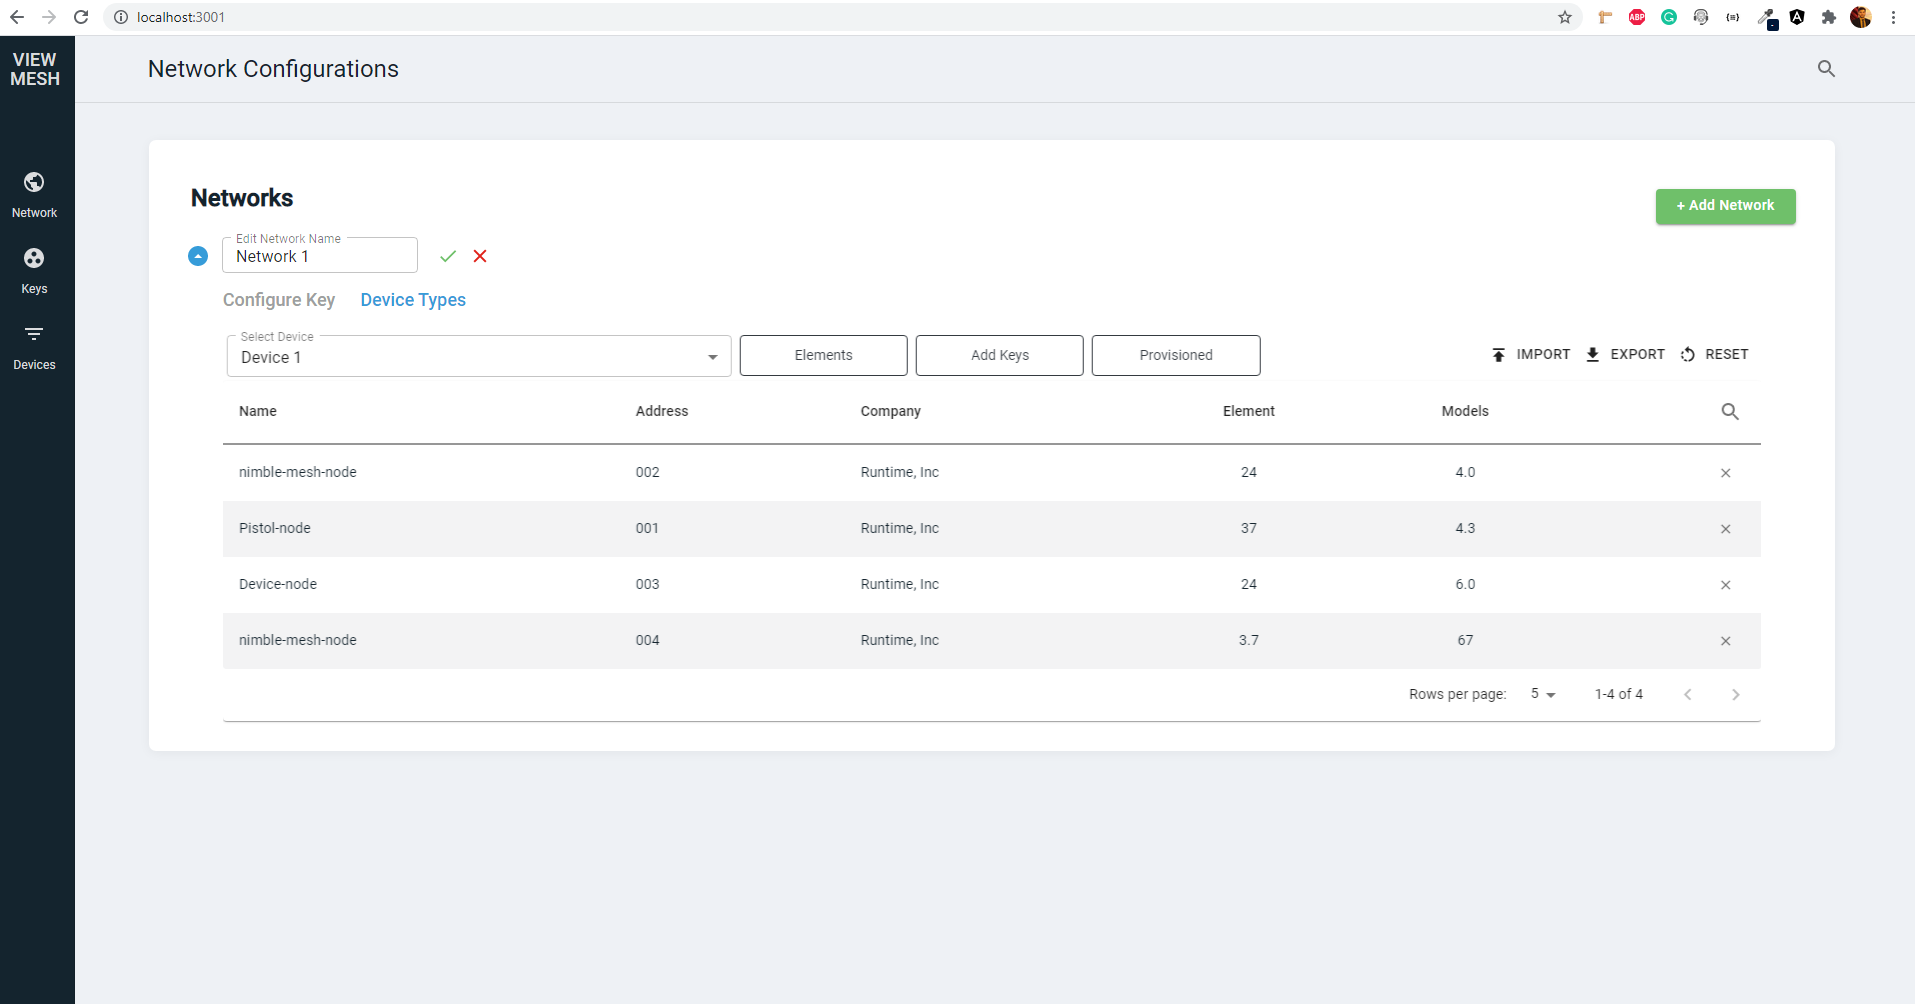 localhost:3001
ABP
VIEW
MESH
Network Configurations
Network
Keys
Devices
Networks
+ Add Network
Edit Network Name
Network 1
Configure Key Device Types
Select Device
Device 1
Elements
Add Keys
Provisioned
IMPORT EXPORT RESET
Name Address Company Element Models
nimble-mesh-node 002 Runtime, Inc 24 4.0
Pistol-node 001 Runtime, Inc 37 4.3
Device-node 003 Runtime, Inc 24 6.0
nimble-mesh-node 004 Runtime, Inc 3.7 67
Rows per page: 5 1-4 of 4